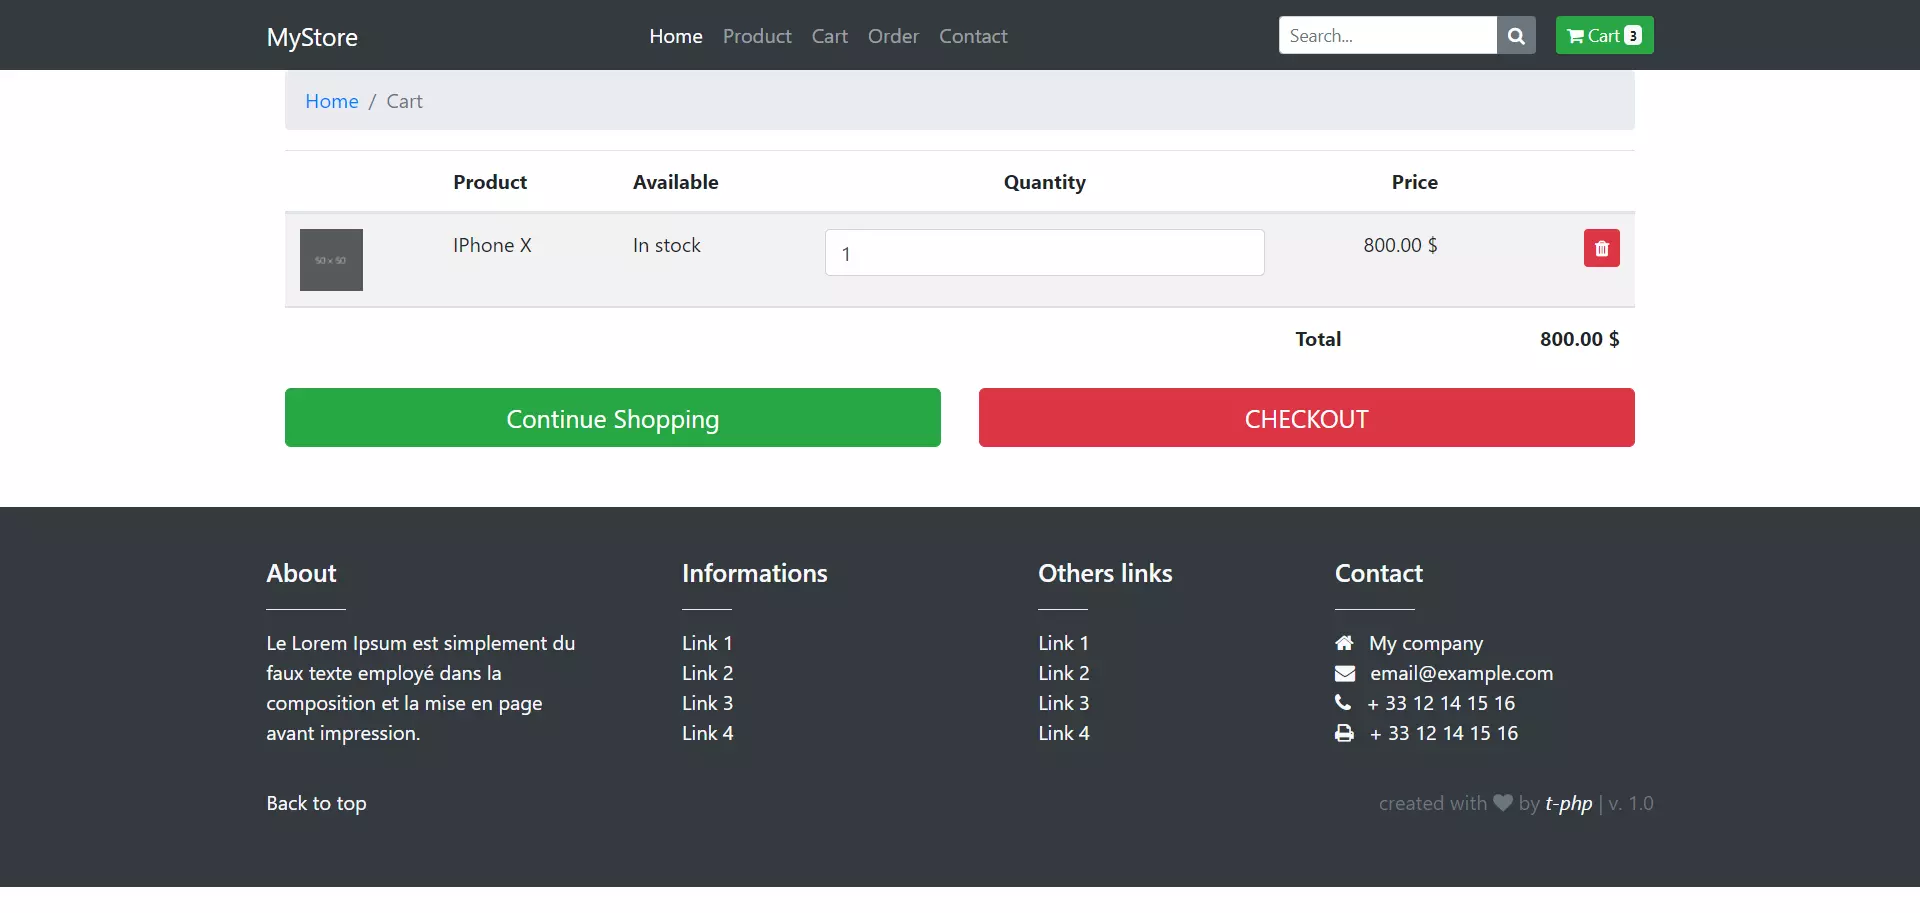 MyStore Home Product Cart Order Contact Search... Cart 3
Home / Cart
Product Available Quantity Price
50 x 50 IPhone X In stock 1 800.00 $
Total 800.00 $
Continue Shopping CHECKOUT
About
Le Lorem Ipsum est simplement du
faux texte employé dans la
composition et la mise en page
avant impression.
Informations
Link 1
Link 2
Link 3
Link 4
Others links
Link 1
Link 2
Link 3
Link 4
Contact
My company
email@example.com
+ 33 12 14 15 16
+ 33 12 14 15 16
Back to top
created with by t-php | v. 1.0